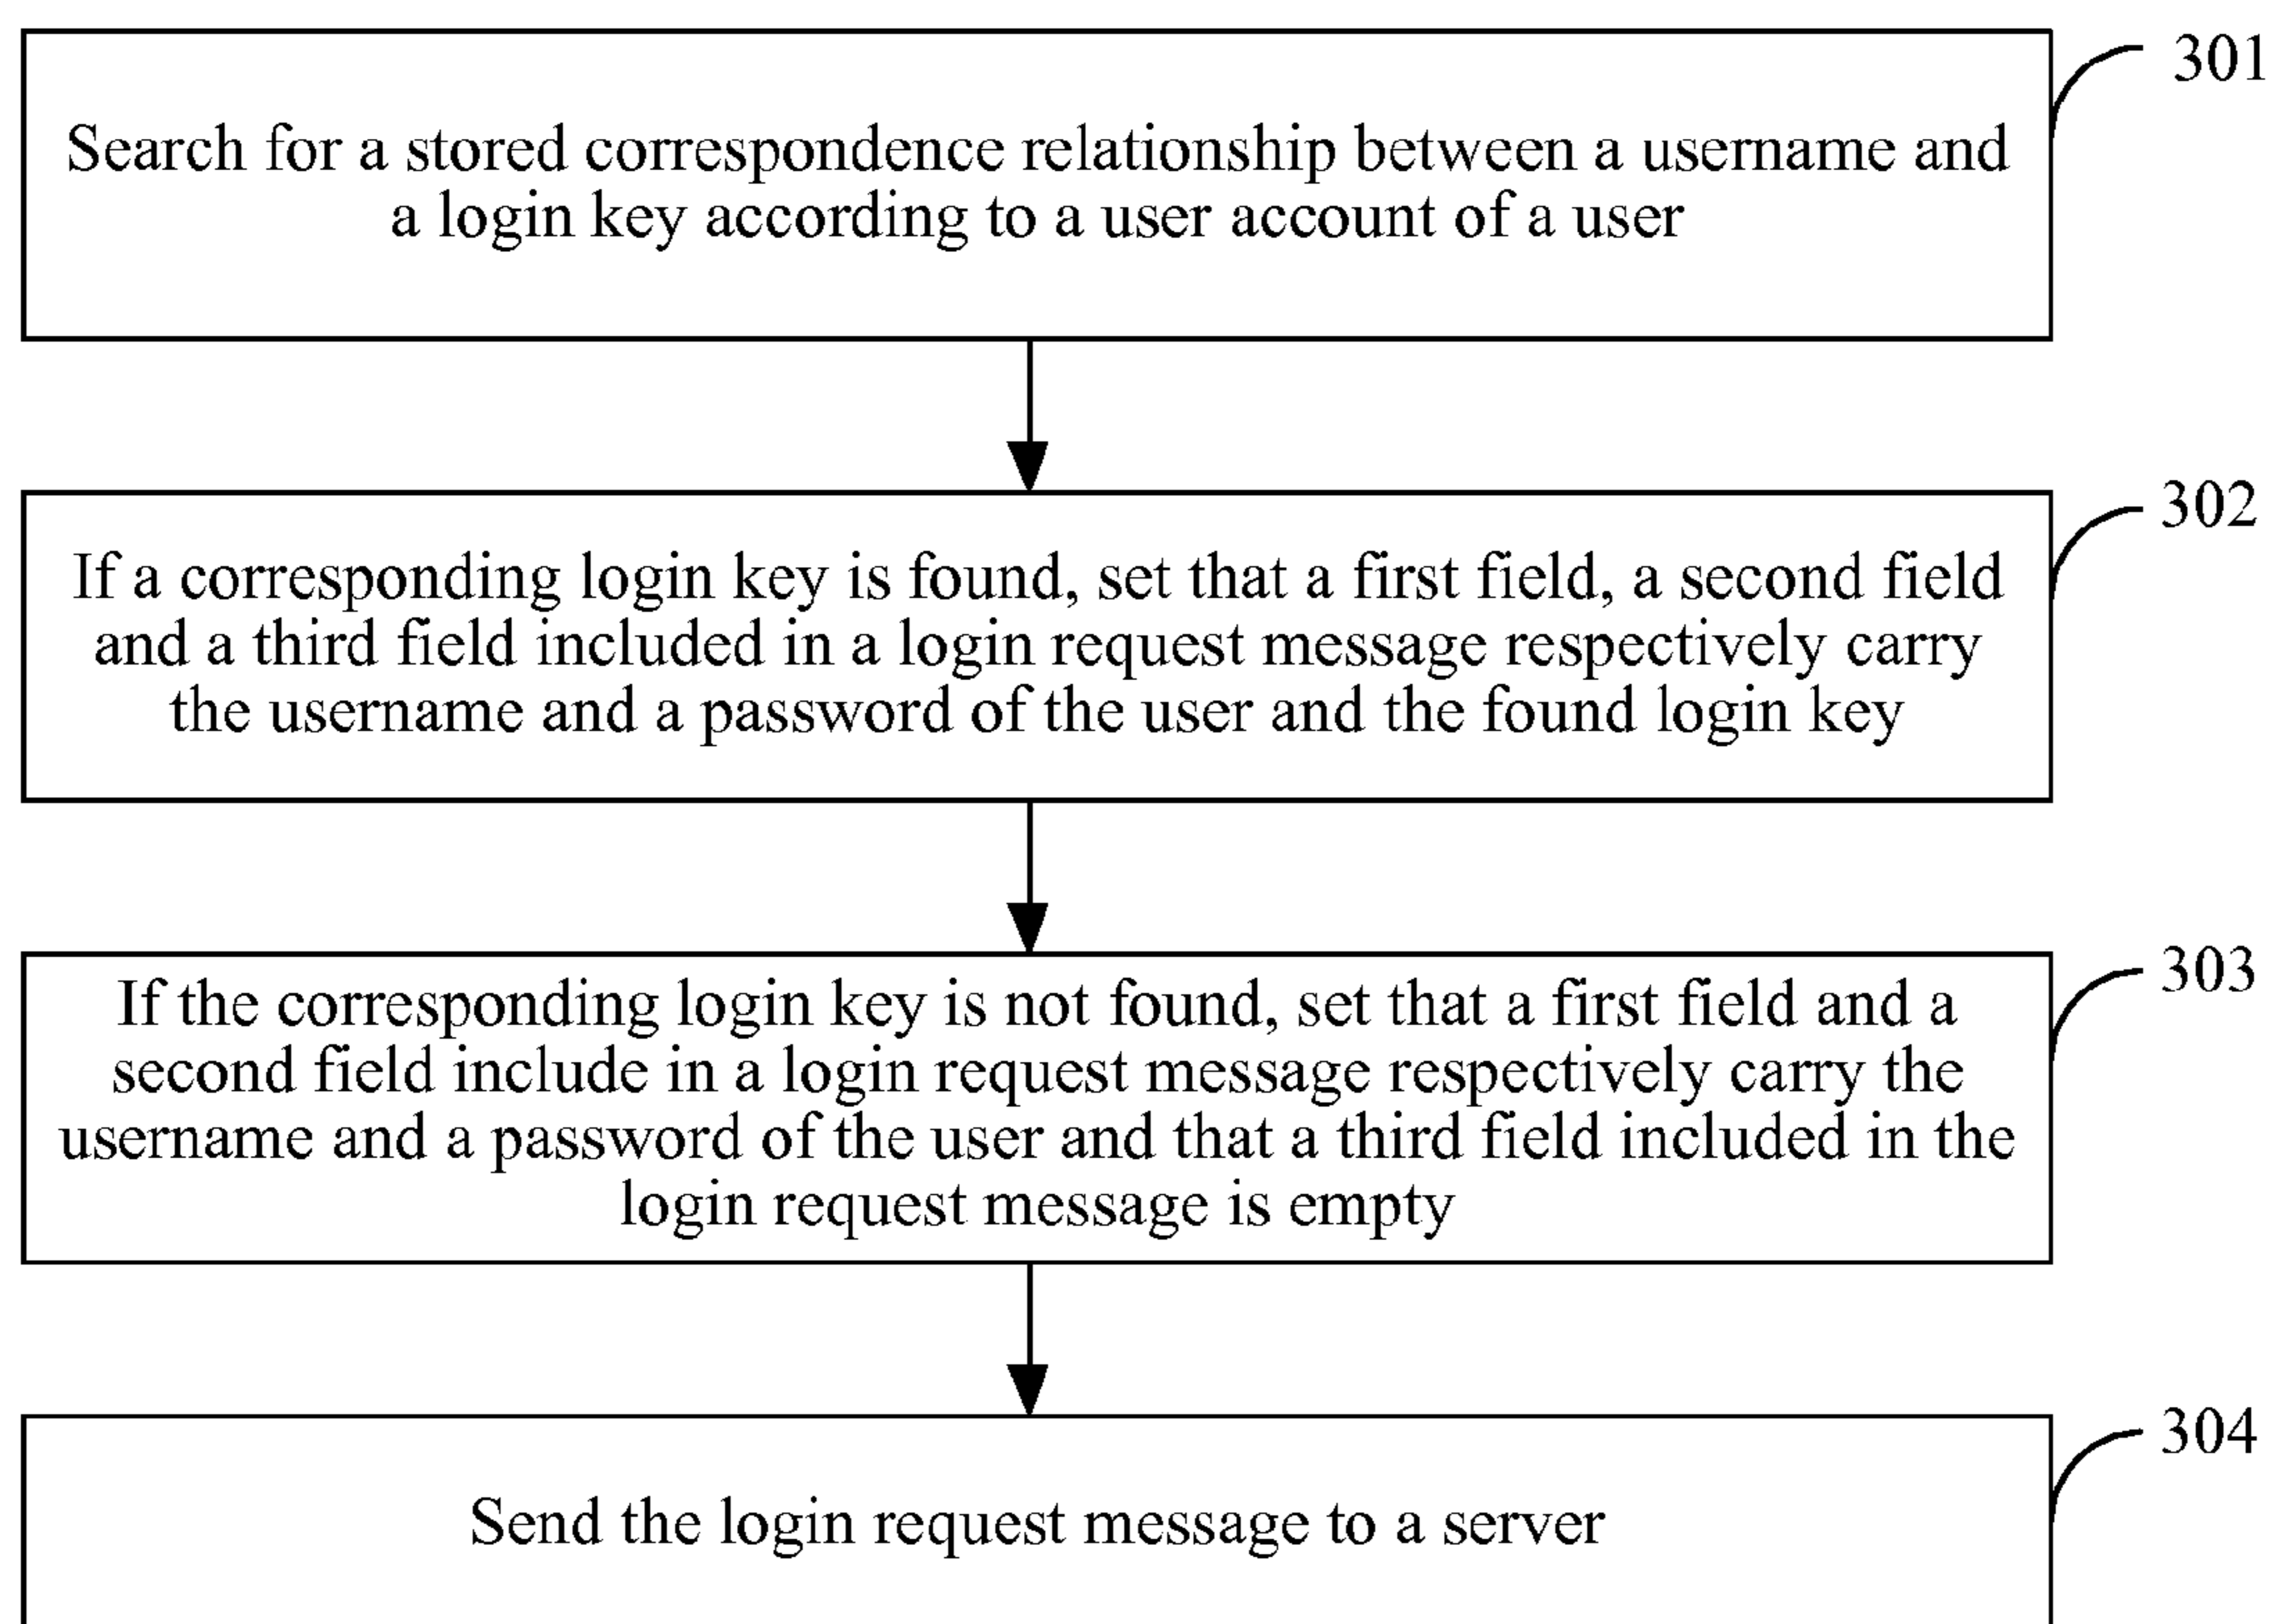 301
Search for a stored correspondence relationship between a username and
a login key according to a user account of a user
302
If a corresponding login key is found, set that a first field, a second field
and a third field included in a login request message respectively carry
the username and a password of the user and the found login key
303
If the corresponding login key is not found, set that a first field and a
second field include in a login request message respectively carry the
username and a password of the user and that a third field included in the
login request message is empty
304
Send the login request message to a server